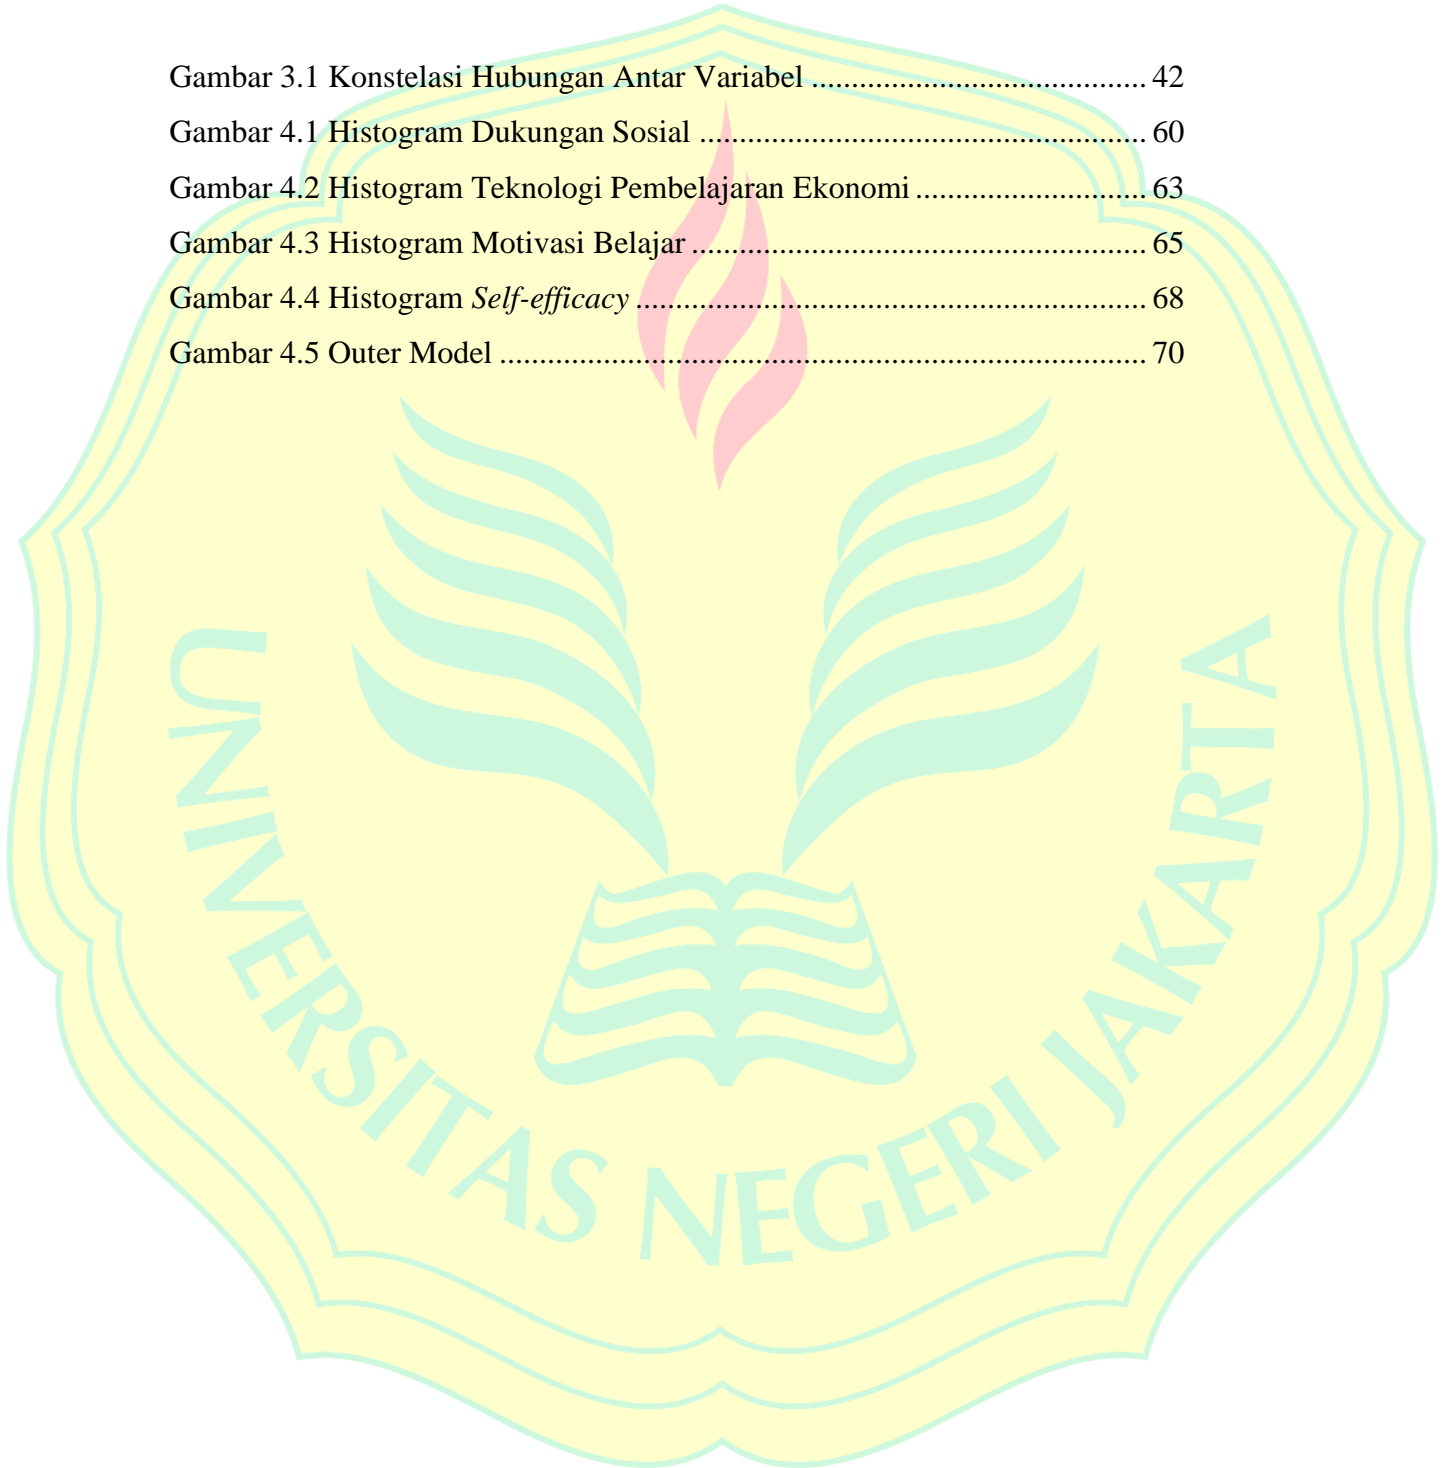 Gambar 3.1 Konstelasi Hubungan Antar Variabel .......................................... 42
Gambar 4.1 Histogram Dukungan Sosial ........................................................ 60
Gambar 4.2 Histogram Teknologi Pembelajaran Ekonomi ............................. 63
Gambar 4.3 Histogram Motivasi Belajar ......................................................... 65
Gambar 4.4 Histogram Self-efficacy ................................................................ 68
Gambar 4.5 Outer Model ................................................................................. 70
UNIVERSITAS NEGERI JAKARTA